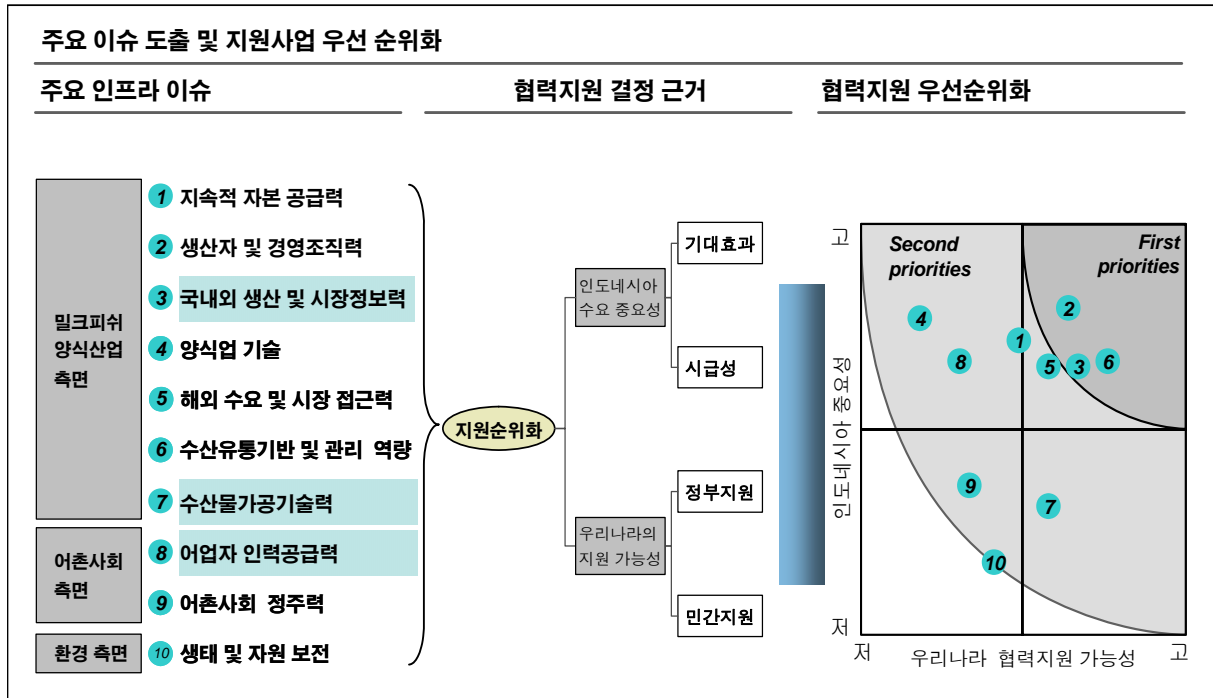 주요 이슈 도출 및 지원사업 우선 순위화
주요 인프라 이슈
협력지원 결정 근거
협력지원 우선순위화
밀크피쉬
양식산업
측면
1 지속적 자본 공급력
2 생산자 및 경영조직력
3 국내외 생산 및 시장정보력
4 양식업 기술
5 해외 수요 및 시장 접근력
6 수산유통기반 및 관리 역량
7 수산물가공기술력
어촌사회
측면
8 어업자 인력공급력
9 어촌사회 정주력
환경 측면
10 생태 및 자원 보전
지원순위화
인도네시아
수요 중요성
우리나라의
지원 가능성
기대효과
시급성
정부지원
민간지원
고
인도네시아 중요성
저
Second
priorities
First
priorities
2
4
1
8
5
3
6
9
7
10
저
우리나라 협력지원 가능성
고